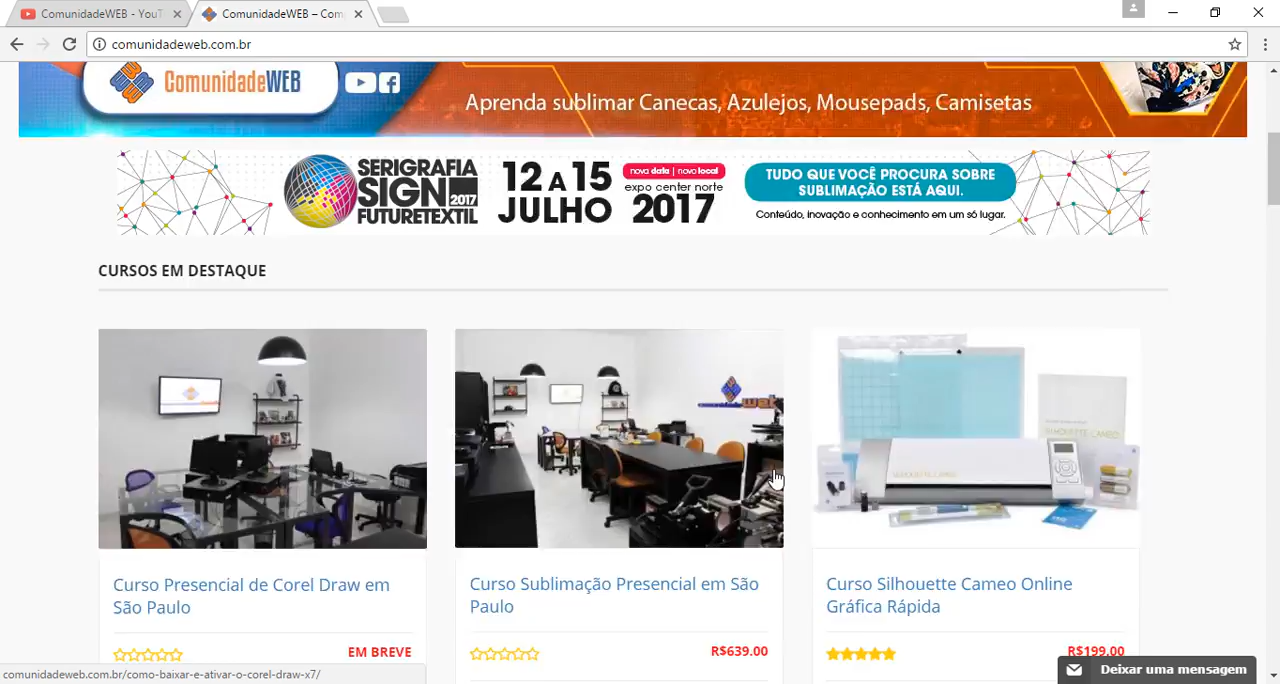 ComunidadeWEB - YouT
ComunidadeWEB – Com
comunidadeweb.com.br
ComunidadeWEB
Aprenda sublimar Canecas, Azulejos, Mousepads, Camisetas
SERIGRAFIA
SIGN 2017
FUTURETEXTIL
12 A 15
JULHO
nova data | novo local
expo center norte
2017
TUDO QUE VOCÊ PROCURA SOBRE
SUBLIMAÇÃO ESTÁ AQUI.
Conteúdo, inovação e conhecimento em um só lugar.
CURSOS EM DESTAQUE
Curso Presencial de Corel Draw em
São Paulo
EM BREVE
Curso Sublimação Presencial em São
Paulo
R$639.00
Curso Silhouette Cameo Online
Gráfica Rápida
R$199.00
comunidadeweb.com.br/como-baixar-e-ativar-o-corel-draw-x7/
Deixar uma mensagem